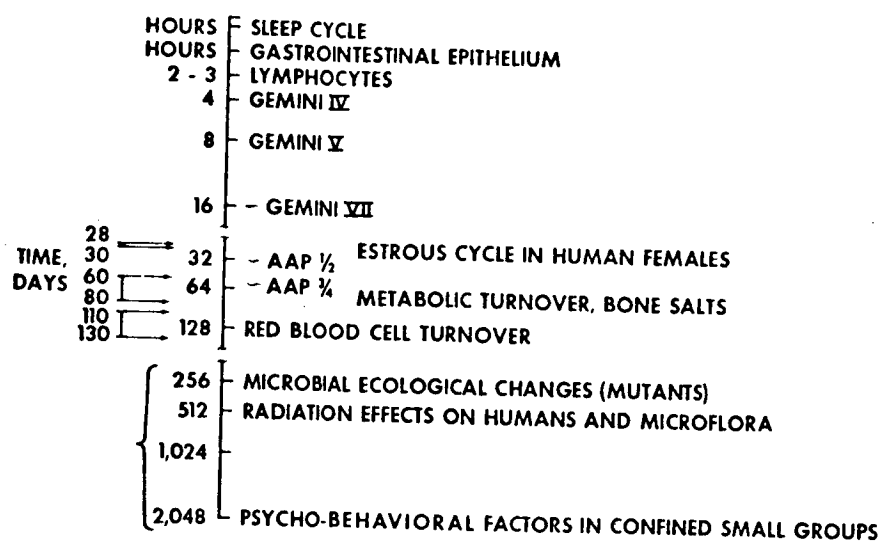 HOURS SLEEP CYCLE
HOURS GASTROINTESTINAL EPITHELIUM
2 - 3 LYMPHOCYTES
4 GEMINI IV
8 GEMINI V
16 - GEMINI VII
28
30
32 - AAP ½ ESTROUS CYCLE IN HUMAN FEMALES
TIME,
DAYS
60
64 - AAP ¾
80
METABOLIC TURNOVER, BONE SALTS
110
130
128 RED BLOOD CELL TURNOVER
256 MICROBIAL ECOLOGICAL CHANGES (MUTANTS)
512 RADIATION EFFECTS ON HUMANS AND MICROFLORA
1,024
2,048 PSYCHO-BEHAVIORAL FACTORS IN CONFINED SMALL GROUPS